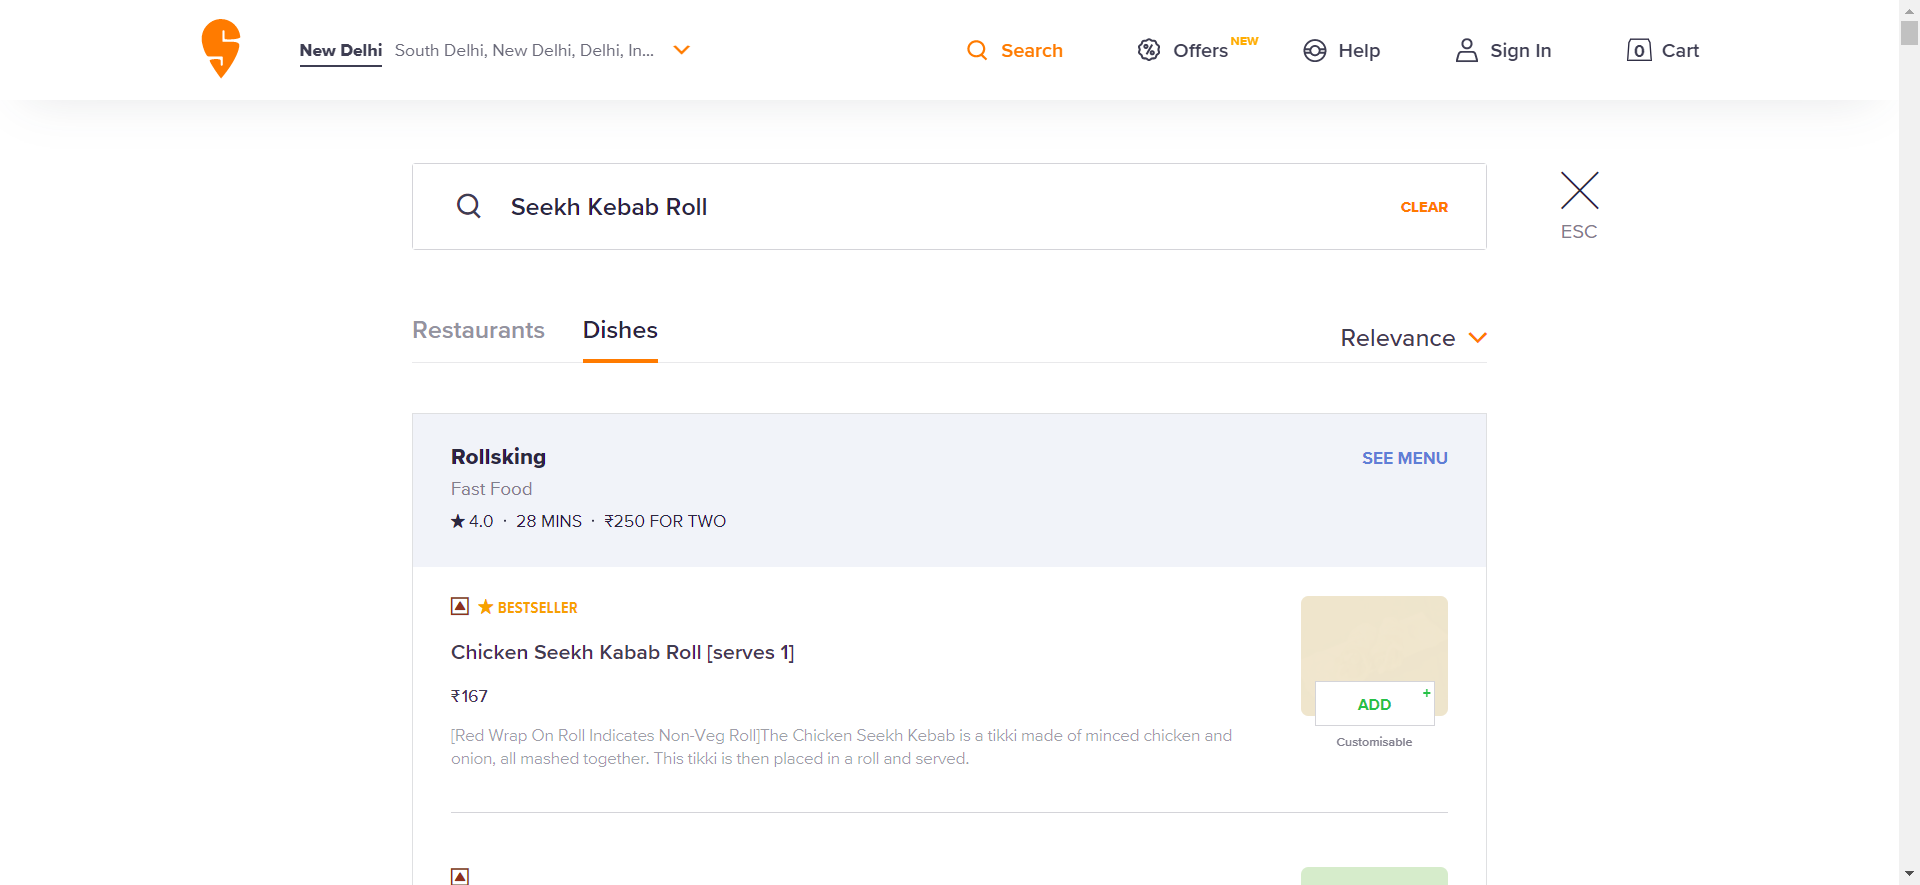 New Delhi South Delhi, New Delhi, Delhi, In...
Search
Offers NEW
Help
Sign In
0 Cart
Seekh Kebab Roll
CLEAR
ESC
Restaurants
Dishes
Relevance
Rollsking
SEE MENU
Fast Food
★ 4.0 · 28 MINS · ₹250 FOR TWO
★ BESTSELLER
Chicken Seekh Kabab Roll [serves 1]
₹167
[Red Wrap On Roll Indicates Non-Veg Roll]The Chicken Seekh Kebab is a tikki made of minced chicken and
onion, all mashed together. This tikki is then placed in a roll and served.
ADD +
Customisable